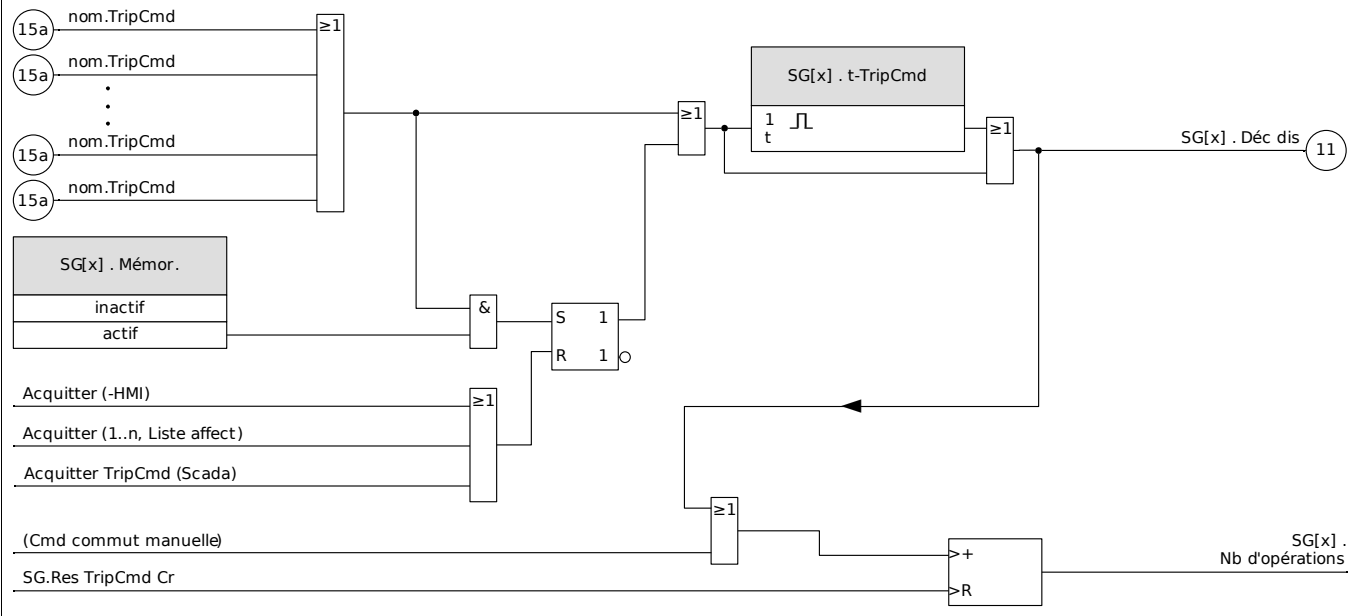 15a nom.TripCmd
≥1
15a nom.TripCmd
15a nom.TripCmd
15a nom.TripCmd
≥1
SG[x] . t-TripCmd
1
t
≥1
SG[x] . Déc dis 11
SG[x] . Mémor.
inactif
actif
&
S 1
R 1
Acquitter (-HMI)
≥1
Acquitter (1..n, Liste affect)
Acquitter TripCmd (Scada)
≥1
(Cmd commut manuelle)
SG.Res TripCmd Cr
>+
>R
SG[x] .
Nb d'opérations